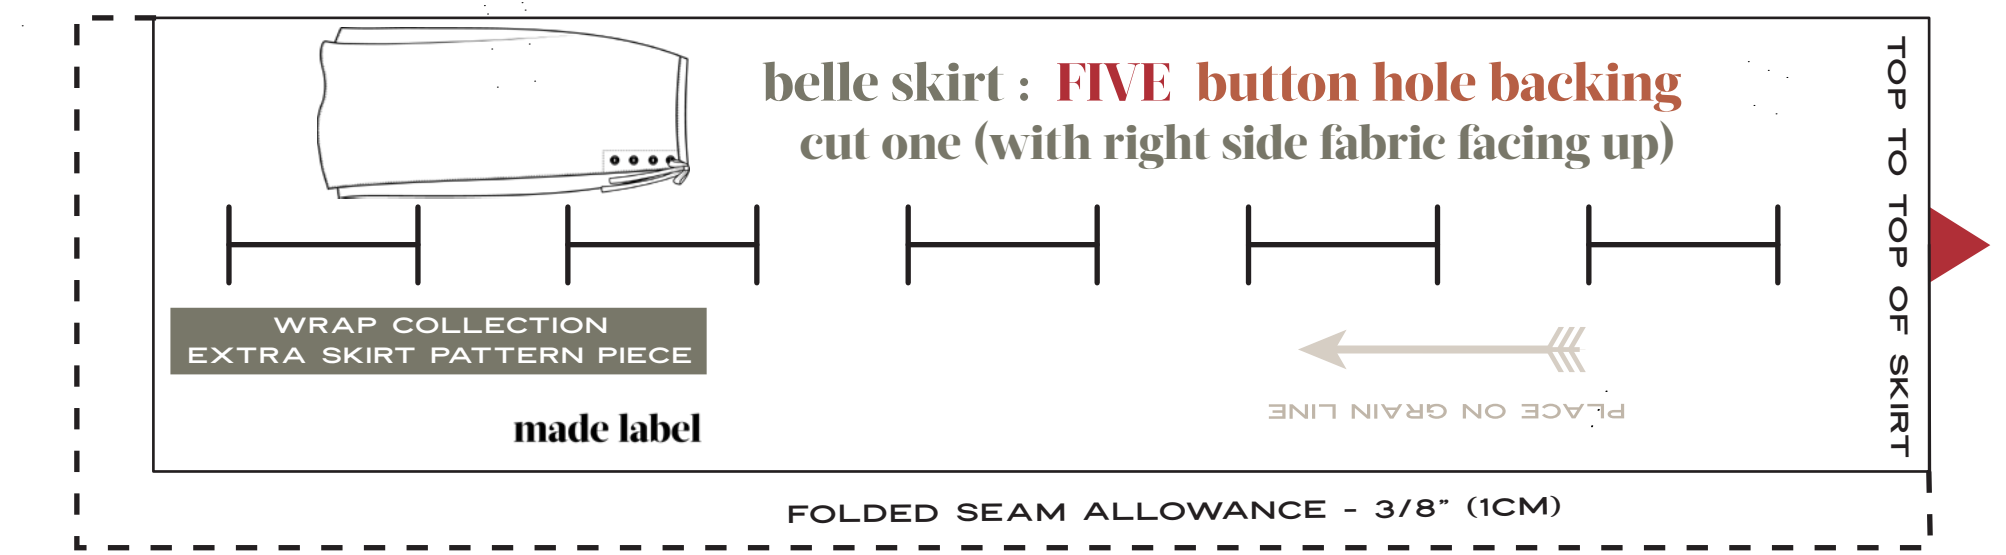 belle skirt : FIVE button hole backing
cut one (with right side fabric facing up)
TOP TO TOP OF SKIRT
WRAP COLLECTION
EXTRA SKIRT PATTERN PIECE
PLACE ON GRAIN LINE
made label
FOLDED SEAM ALLOWANCE - 3/8" (1CM)